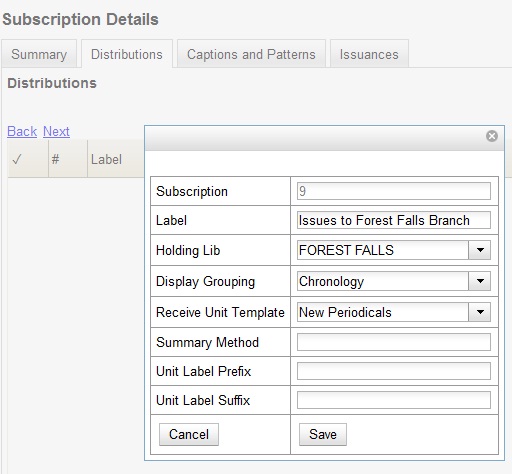 Subscription Details
Summary Distributions Captions and Patterns Issuances
Distributions
Back Next
✓ # Label
Subscription 9
Label Issues to Forest Falls Branch
Holding Lib FOREST FALLS
Display Grouping Chronology
Receive Unit Template New Periodicals
Summary Method
Unit Label Prefix
Unit Label Suffix
Cancel Save